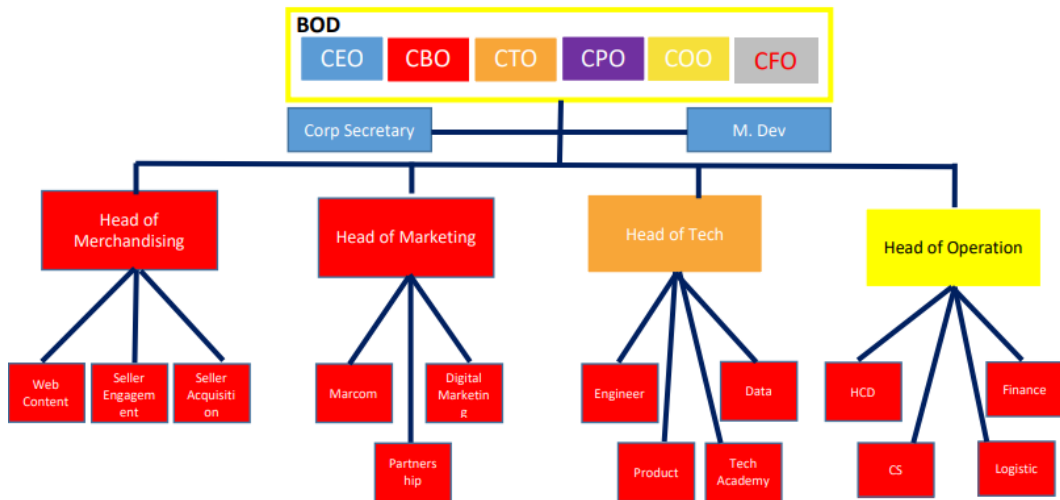 BOD
CEO CBO CTO CPO COO CFO
Corp Secretary
M. Dev
Head of
Merchandising
Head of Marketing
Head of Tech
Head of Operation
Web
Content
Seller
Engagem
ent
Seller
Acquisiti
on
Marcom
Digital
Marketin
g
Partners
hip
Engineer
Data
Product
Tech
Academy
HCD
Finance
CS
Logistic